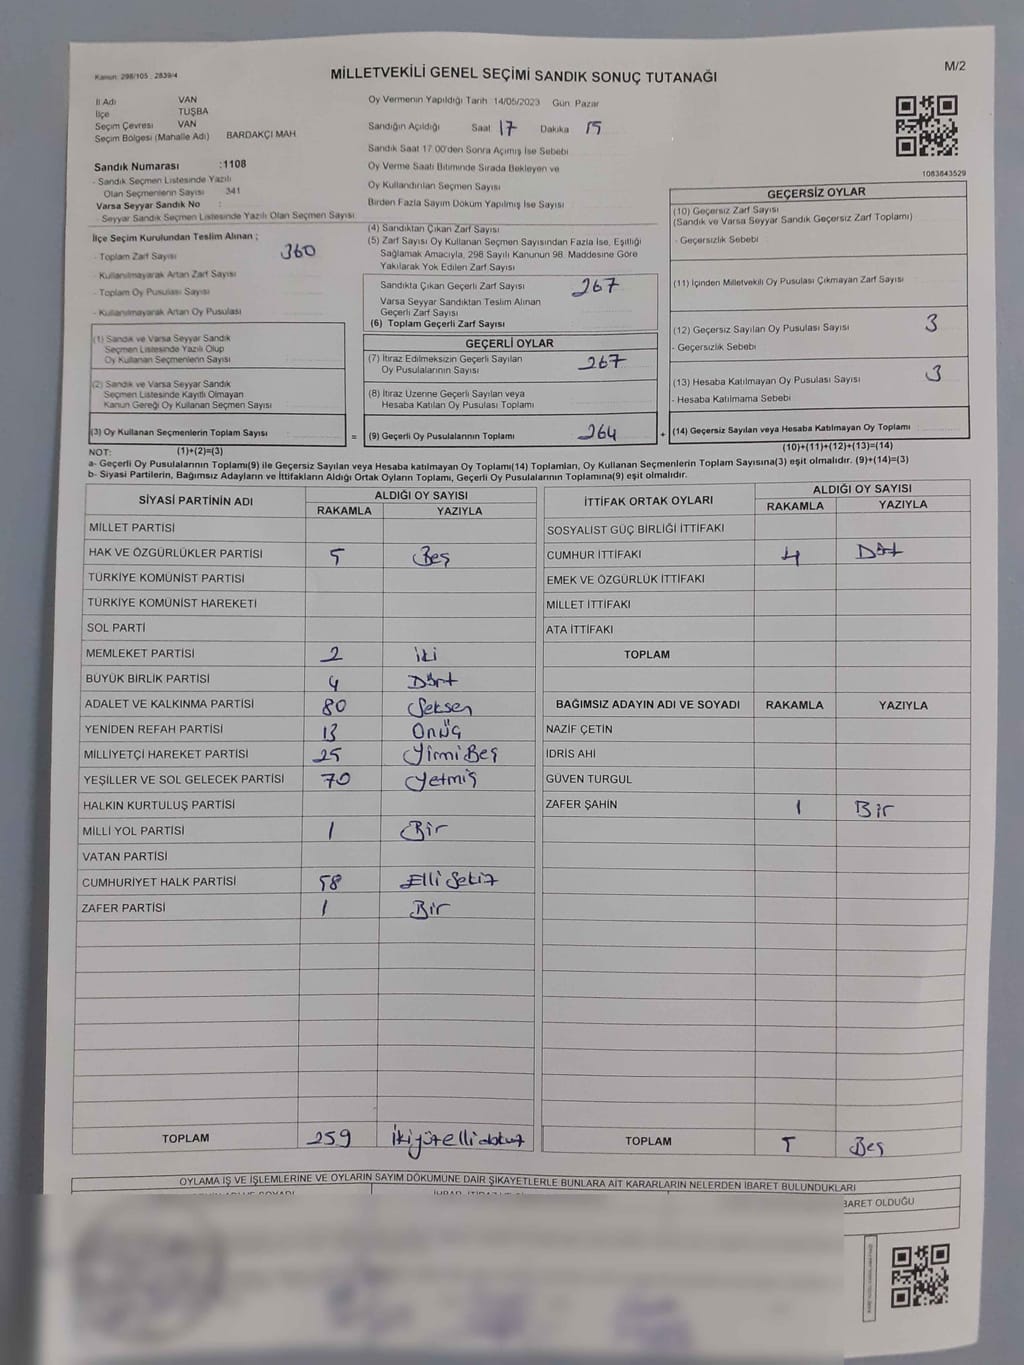 Kanun: 298/105 , 2839/4
MİLLETVEKİLİ GENEL SEÇİMİ SANDIK SONUÇ TUTANAĞI
M/2
İl Adı VAN
İlçe TUŞBA
Seçim Çevresi VAN
Seçim Bölgesi (Mahalle Adı) BARDAKÇI MAH
Sandık Numarası :1108
- Sandık Seçmen Listesinde Yazılı
Olan Seçmenlerin Sayısı 341
Varsa Seyyar Sandık No :
- Seyyar Sandık Seçmen Listesinde Yazılı Olan Seçmen Sayısı
Oy Vermenin Yapıldığı Tarih 14/05/2023 Gün Pazar
Sandığın Açıldığı Saat 17 Dakika 15
Sandık Saat 17.00'den Sonra Açımış İse Sebebi
Oy Verme Saati Bitiminde Sırada Bekleyen ve
Oy Kullandırılan Seçmen Sayısı
Birden Fazla Sayım Döküm Yapılmış İse Sayısı
1083643529
İlçe Seçim Kurulundan Teslim Alınan ;
- Toplam Zarf Sayısı 360
- Kullanılmayarak Artan Zarf Sayısı
- Toplam Oy Pusulası Sayısı
- Kullanılmayarak Artan Oy Pusulası
(1) Sandık ve Varsa Seyyar Sandık
Seçmen Listesinde Yazılı Olup
Oy Kullanan Seçmenlerin Sayısı
(2) Sandık ve Varsa Seyyar Sandık
Seçmen Listesinde Kayıtlı Olmayan
Kanun Gereği Oy Kullanan Seçmen Sayısı
(3) Oy Kullanan Seçmenlerin Toplam Sayısı
(1)+(2)=(3)
(4) Sandıktan Çıkan Zarf Sayısı
(5) Zarf Sayısı Oy Kullanan Seçmen Sayısından Fazla İse, Eşitliği
Sağlamak Amacıyla, 298 Sayılı Kanunun 98. Maddesine Göre
Yakılarak Yok Edilen Zarf Sayısı
Sandıkta Çıkan Geçerli Zarf Sayısı 267
Varsa Seyyar Sandıktan Teslim Alınan
Geçerli Zarf Sayısı
(6) Toplam Geçerli Zarf Sayısı
GEÇERLİ OYLAR
(7) İtiraz Edilmeksizin Geçerli Sayılan
Oy Pusulalarının Sayısı 267
(8) İtiraz Üzerine Geçerli Sayılan veya
Hesaba Katılan Oy Pusulası Toplamı
= (9) Geçerli Oy Pusulalarının Toplamı 264 +
GEÇERSİZ OYLAR
(10) Geçersiz Zarf Sayısı
(Sandık ve Varsa Seyyar Sandık Geçersiz Zarf Toplamı)
- Geçersizlik Sebebi
(11) İçinden Milletvekili Oy Pusulası Çıkmayan Zarf Sayısı
(12) Geçersiz Sayılan Oy Pusulası Sayısı 3
- Geçersizlik Sebebi
(13) Hesaba Katılmayan Oy Pusulası Sayısı 3
- Hesaba Katılmama Sebebi
(14) Geçersiz Sayılan veya Hesaba Katılmayan Oy Toplamı
(10)+(11)+(12)+(13)=(14)
NOT:
a- Geçerli Oy Pusulalarının Toplamı(9) ile Geçersiz Sayılan veya Hesaba katılmayan Oy Toplamı(14) Toplamları, Oy Kullanan Seçmenlerin Toplam Sayısına(3) eşit olmalıdır. (9)+(14)=(3)
b- Siyasi Partilerin, Bağımsız Adayların ve İttifakların Aldığı Ortak Oyların Toplamı, Geçerli Oy Pusulalarının Toplamına(9) eşit olmalıdır.
SİYASİ PARTİNİN ADI ALDIĞI OY SAYISI
RAKAMLA YAZIYLA
MİLLET PARTİSİ
HAK VE ÖZGÜRLÜKLER PARTİSİ 5 Beş
TÜRKİYE KOMÜNİST PARTİSİ
TÜRKİYE KOMÜNİST HAREKETİ
SOL PARTİ
MEMLEKET PARTİSİ 2 iki
BÜYÜK BİRLİK PARTİSİ 4 Dört
ADALET VE KALKINMA PARTİSİ 80 Seksen
YENİDEN REFAH PARTİSİ 13 Onüç
MİLLİYETÇİ HAREKET PARTİSİ 25 Yirmi Beş
YEŞİLLER VE SOL GELECEK PARTİSİ 70 Yetmiş
HALKIN KURTULUŞ PARTİSİ
MİLLİ YOL PARTİSİ 1 Bir
VATAN PARTİSİ
CUMHURİYET HALK PARTİSİ 58 Elli Sekiz
ZAFER PARTİSİ 1 Bir
TOPLAM 259 İkiyüzellidokuz
İTTİFAK ORTAK OYLARI ALDIĞI OY SAYISI
RAKAMLA YAZIYLA
SOSYALİST GÜÇ BİRLİĞİ İTTİFAKI
CUMHUR İTTİFAKI 4 Dört
EMEK VE ÖZGÜRLÜK İTTİFAKI
MİLLET İTTİFAKI
ATA İTTİFAKI
TOPLAM
BAĞIMSIZ ADAYIN ADI VE SOYADI RAKAMLA YAZIYLA
NAZİF ÇETİN
İDRİS AHİ
GÜVEN TURGUL
ZAFER ŞAHİN 1 Bir
TOPLAM 5 Beş
OYLAMA İŞ VE İŞLEMLERİNE VE OYLARIN SAYIM DÖKÜMÜNE DAİR ŞİKAYETLERLE BUNLARA AİT KARARLARIN NELERDEN İBARET BULUNDUKLARI
BARET OLDUĞU